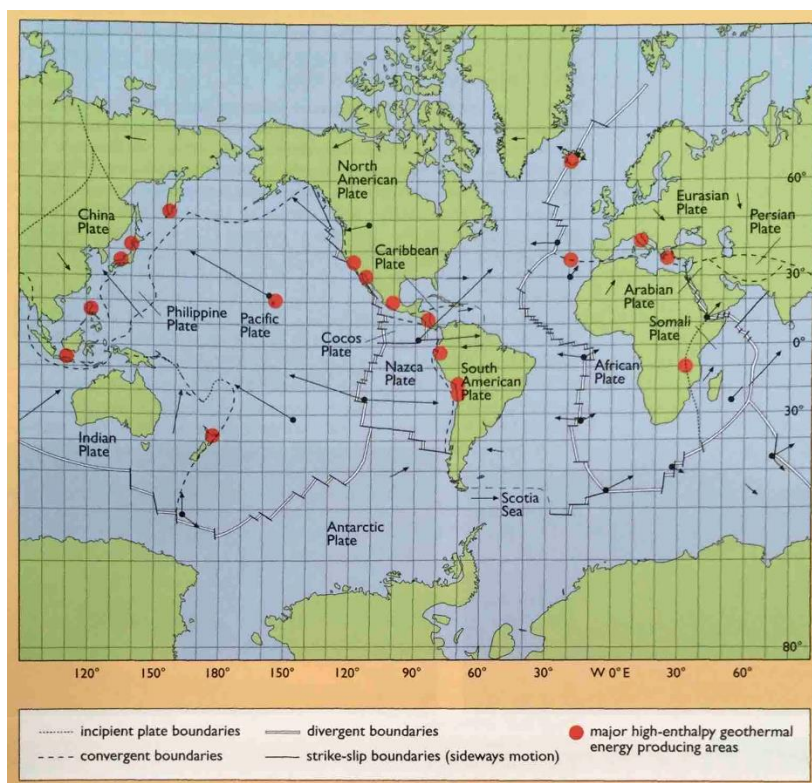 North
American
Plate
60°
Eurasian
Plate
Persian
Plate
China
Plate
Caribbean
Plate
30°
Arabian
Plate
Philippine
Plate
Pacific
Plate
Somali
Plate
Cocos
Plate
0°
Nazca
Plate
South
American
Plate
African
Plate
30°
Indian
Plate
Scotia
Sea
Antarctic
Plate
80°
120° 150° 180° 150° 120° 90° 60° 30° W 0° E 30° 60°
incipient plate boundaries
divergent boundaries
major high-enthalpy geothermal
energy producing areas
convergent boundaries
strike-slip boundaries (sideways motion)